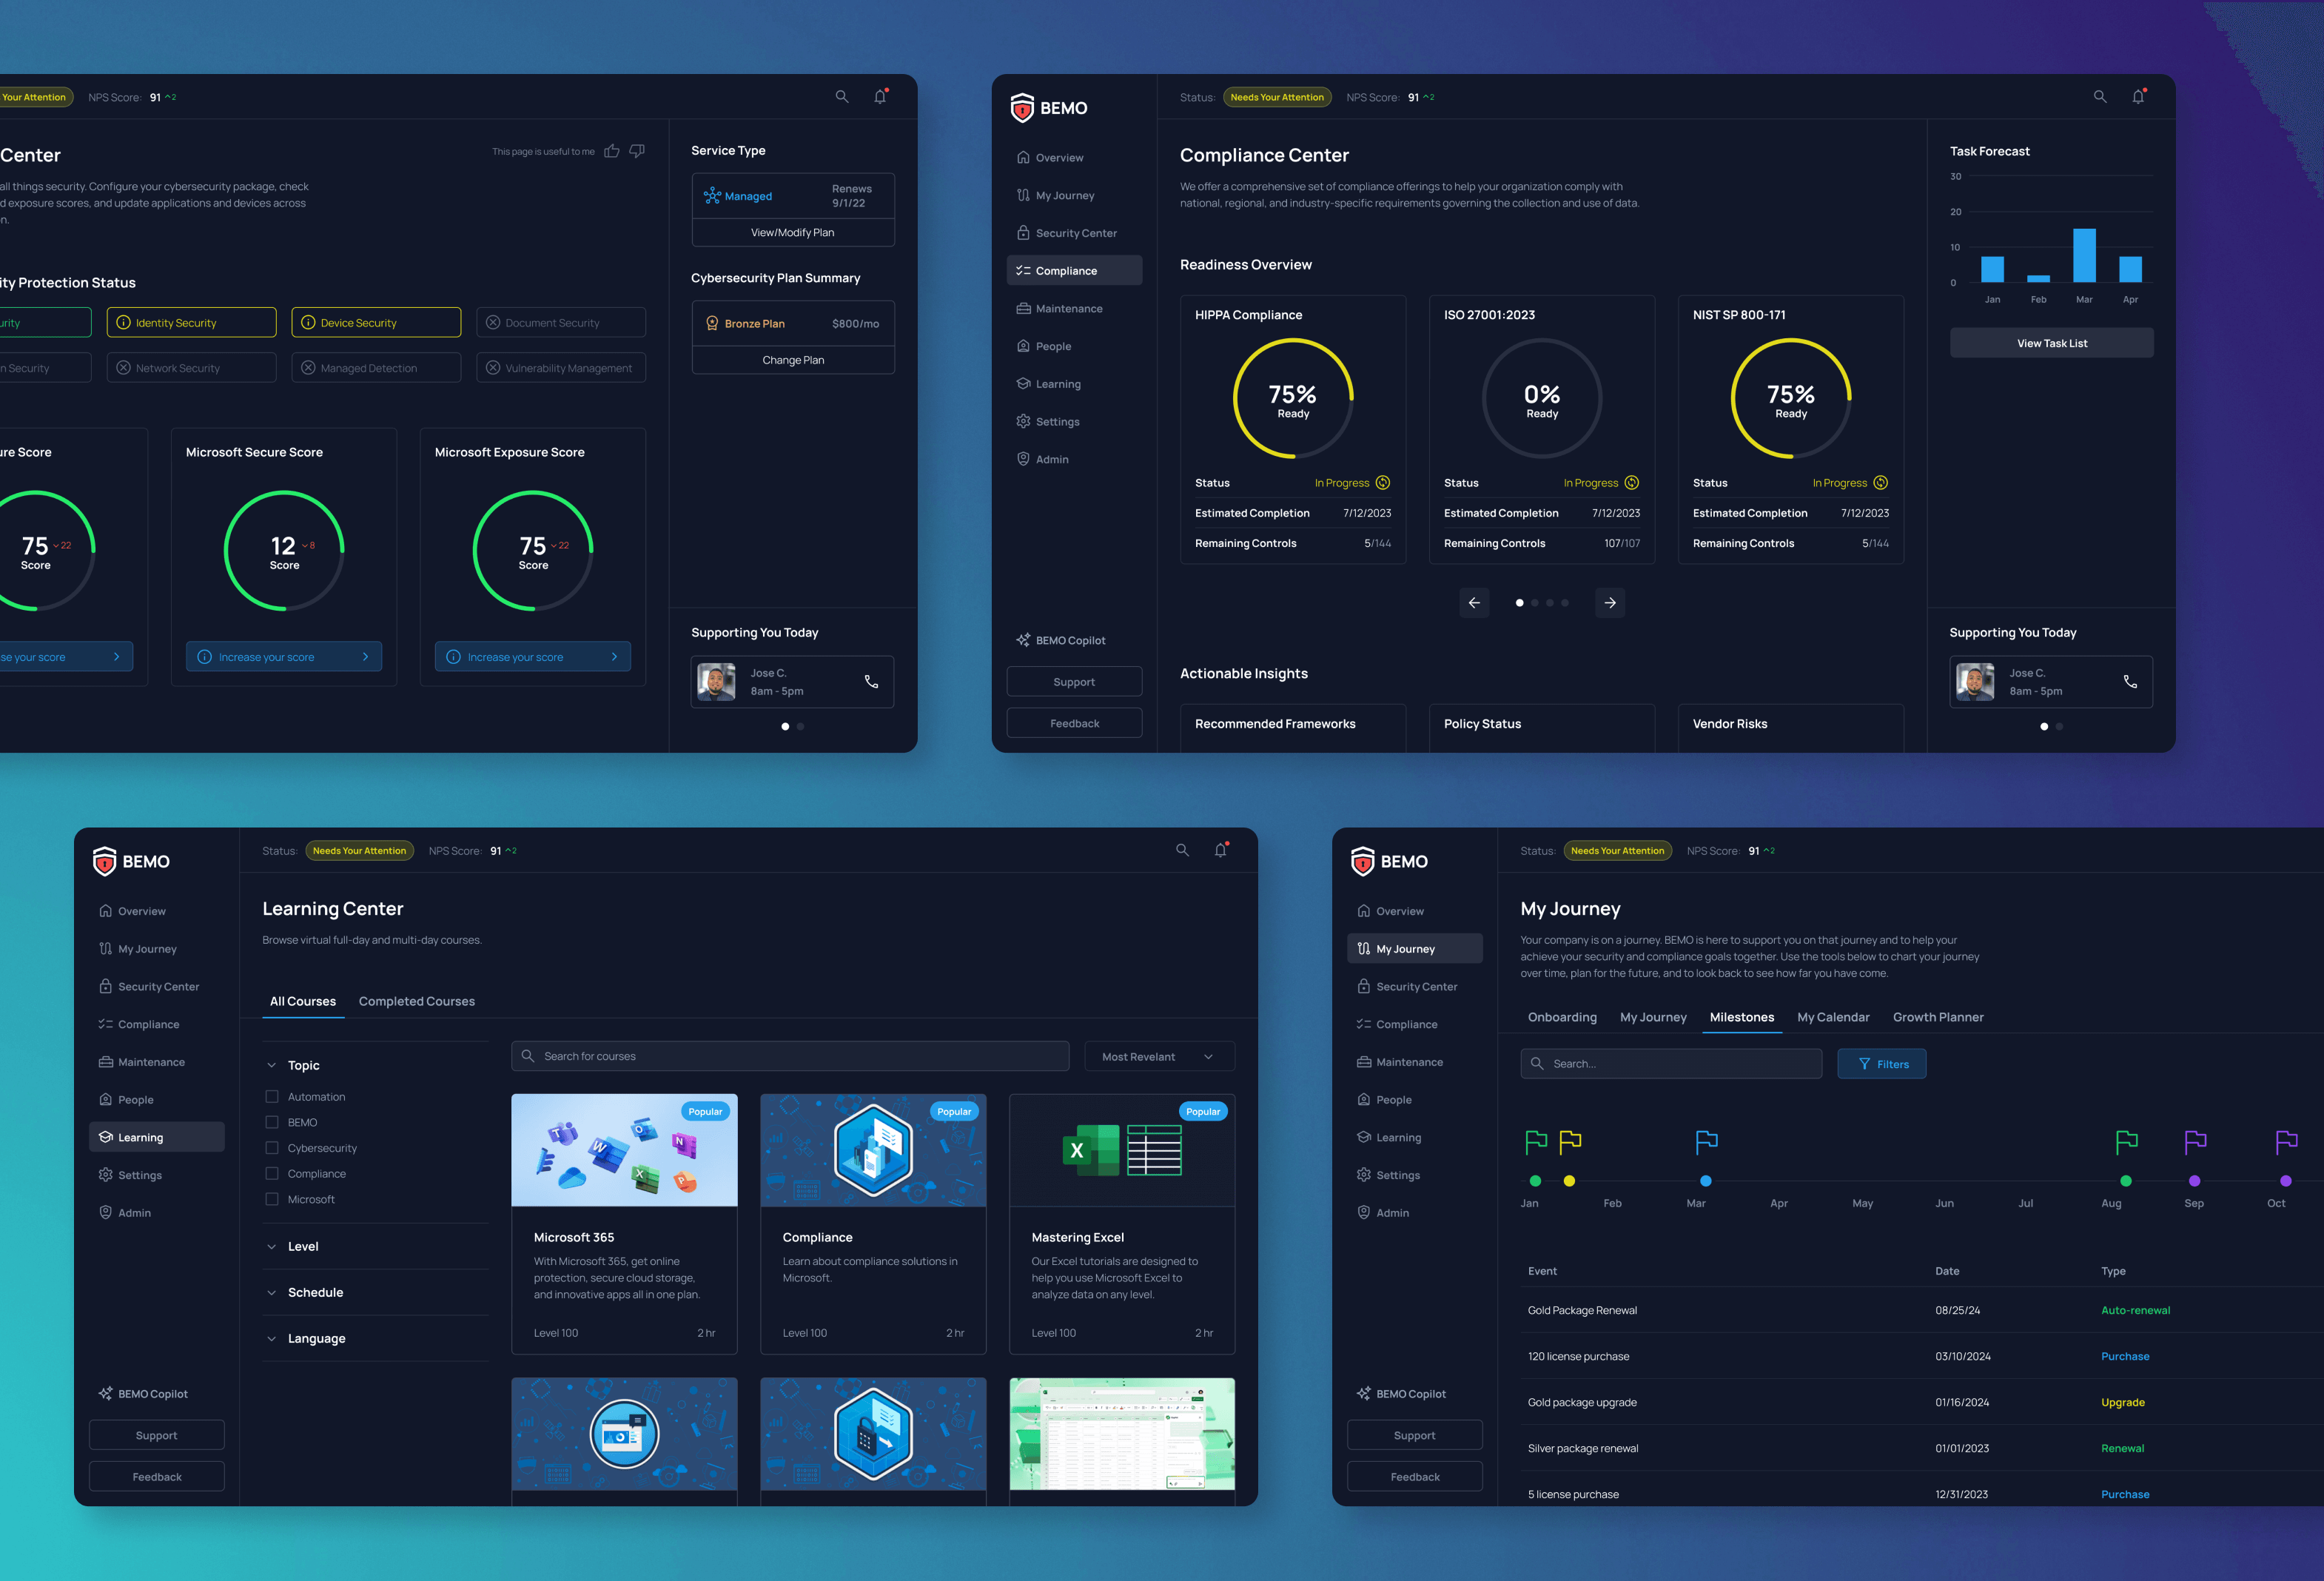 Your Attention
NPS Score: 91 2
Center
This page is useful to me
all things security. Configure your cybersecurity package, check
d exposure scores, and update applications and devices across
n.
ity Protection Status
urity
Identity Security
Device Security
Document Security
n Security
Network Security
Managed Detection
Vulnerability Management
re Score
75 22
Score
se your score
Microsoft Secure Score
12 8
Score
Increase your score
Microsoft Exposure Score
75 22
Score
Increase your score
Service Type
Managed
Renews
9/1/22
View/Modify Plan
Cybersecurity Plan Summary
Bronze Plan
$800/mo
Change Plan
Supporting You Today
Jose C.
8am - 5pm
BEMO
Overview
My Journey
Security Center
Compliance
Maintenance
People
Learning
Settings
Admin
BEMO Copilot
Support
Feedback
Status: Needs Your Attention
NPS Score: 91 2
Compliance Center
We offer a comprehensive set of compliance offerings to help your organization comply with
national, regional, and industry-specific requirements governing the collection and use of data.
Readiness Overview
HIPPA Compliance
75%
Ready
Status In Progress
Estimated Completion 7/12/2023
Remaining Controls 5/144
ISO 27001:2023
0%
Ready
Status In Progress
Estimated Completion 7/12/2023
Remaining Controls 107/107
NIST SP 800-171
75%
Ready
Status In Progress
Estimated Completion 7/12/2023
Remaining Controls 5/144
Actionable Insights
Recommended Frameworks
Policy Status
Vendor Risks
Task Forecast
30
20
10
0
Jan Feb Mar Apr
View Task List
Supporting You Today
Jose C.
8am - 5pm
BEMO
Overview
My Journey
Security Center
Compliance
Maintenance
People
Learning
Settings
Admin
BEMO Copilot
Support
Feedback
Status: Needs Your Attention
NPS Score: 91 2
Learning Center
Browse virtual full-day and multi-day courses.
All Courses
Completed Courses
Topic
Automation
BEMO
Cybersecurity
Compliance
Microsoft
Level
Schedule
Language
Search for courses
Most Revelant
Popular
Microsoft 365
With Microsoft 365, get online
protection, secure cloud storage,
and innovative apps all in one plan.
Level 100 2 hr
Popular
Compliance
Learn about compliance solutions in
Microsoft.
Level 100 2 hr
Popular
Mastering Excel
Our Excel tutorials are designed to
help you use Microsoft Excel to
analyze data on any level.
Level 100 2 hr
BEMO
Overview
My Journey
Security Center
Compliance
Maintenance
People
Learning
Settings
Admin
BEMO Copilot
Support
Feedback
Status: Needs Your Attention
NPS Score: 91 2
My Journey
Your company is on a journey. BEMO is here to support you on that journey and to help your
achieve your security and compliance goals together. Use the tools below to chart your journey
over time, plan for the future, and to look back to see how far you have come.
Onboarding
My Journey
Milestones
My Calendar
Growth Planner
Search...
Filters
Jan Feb Mar Apr May Jun Jul Aug Sep Oct
Event Date Type
Gold Package Renewal 08/25/24 Auto-renewal
120 license purchase 03/10/2024 Purchase
Gold package upgrade 01/16/2024 Upgrade
Silver package renewal 01/01/2023 Renewal
5 license purchase 12/31/2023 Purchase